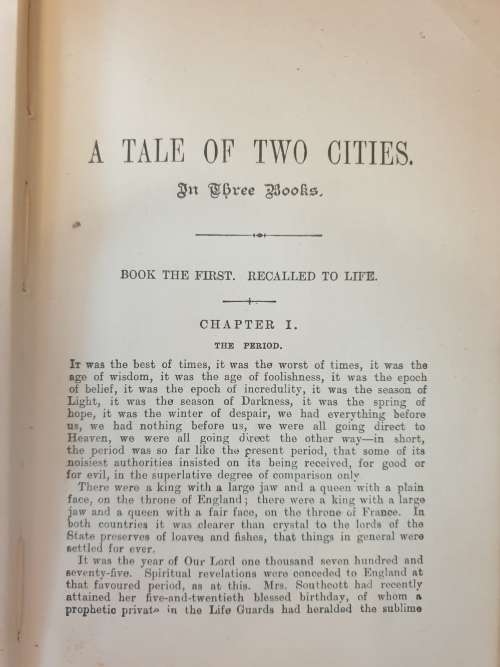 A TALE OF TWO CITIES.
In Three Books.
BOOK THE FIRST. RECALLED TO LIFE.
CHAPTER I.
THE PERIOD.
IT was the best of times, it was the worst of times, it was the
age of wisdom, it was the age of foolishness, it was the epoch
of belief, it was the epoch of incredulity, it was the season of
Light, it was the season of Darkness, it was the spring of
hope, it was the winter of despair, we had everything before
us, we had nothing before us, we were all going direct to
Heaven, we were all going direct the other way—in short,
the period was so far like the present period, that some of its
noisiest authorities insisted on its being received, for good or
for evil, in the superlative degree of comparison only
There were a king with a large jaw and a queen with a plain
face, on the throne of England; there were a king with a large
jaw and a queen with a fair face, on the throne of France. In
both countries it was clearer than crystal to the lords of the
State preserves of loaves and fishes, that things in general were
settled for ever.
It was the year of Our Lord one thousand seven hundred and
seventy-five. Spiritual revelations were conceded to England at
that favoured period, as at this. Mrs. Southcott had recently
attained her five-and-twentieth blessed birthday, of whom a
prophetic private in the Life Guards had heralded the sublime